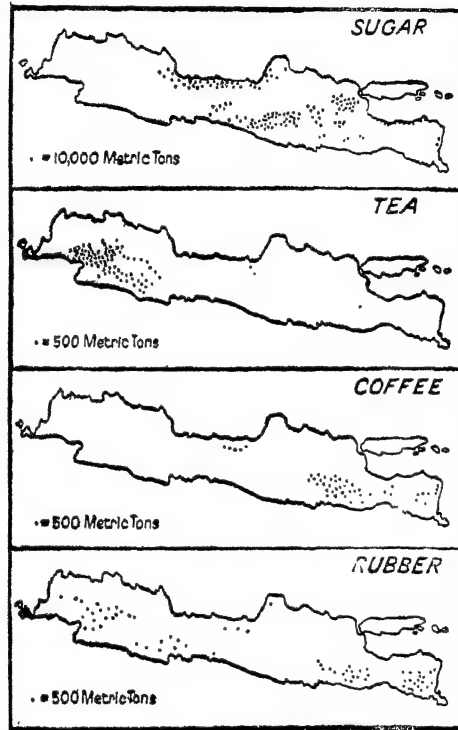 SUGAR
. = 10,000 Metric Tons
TEA
. = 500 Metric Tons
COFFEE
. = 500 Metric Tons
RUBBER
. = 500 Metric Tons